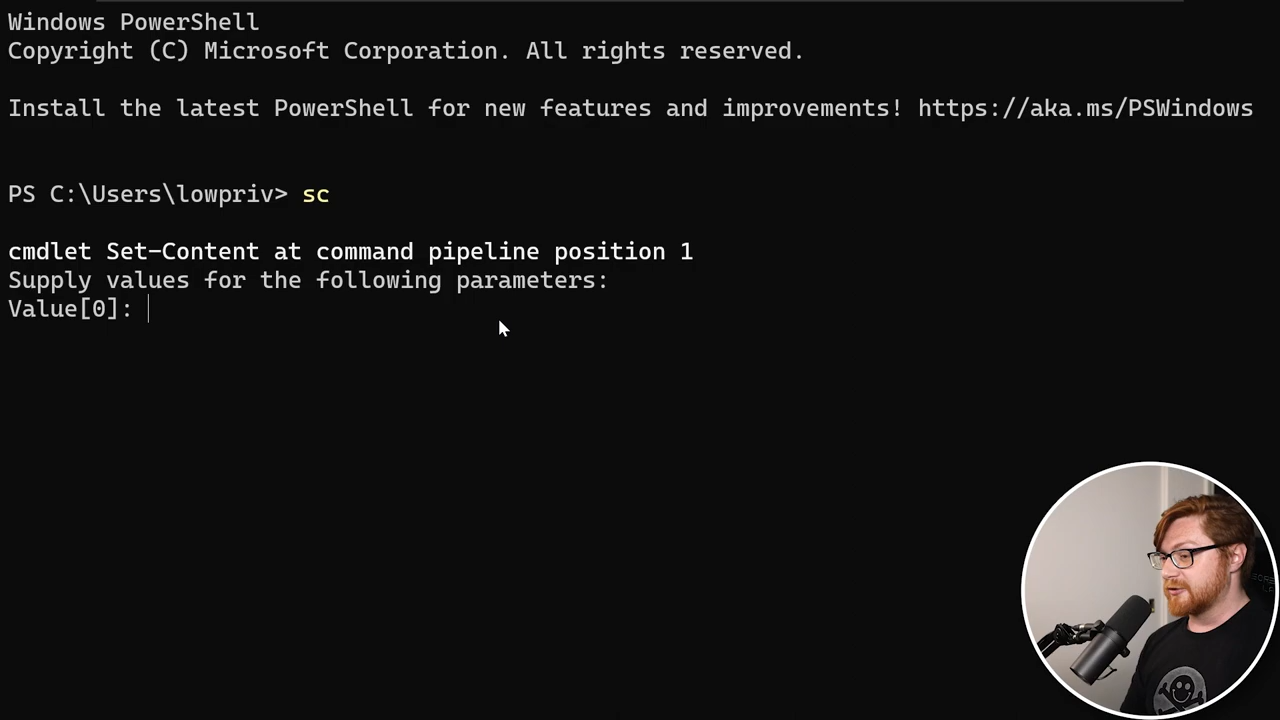 Windows PowerShell
Copyright (C) Microsoft Corporation. All rights reserved.
Install the latest PowerShell for new features and improvements! https://aka.ms/PSWindows
PS C:\Users\lowpriv> sc
cmdlet Set-Content at command pipeline position 1
Supply values for the following parameters:
Value[0]: